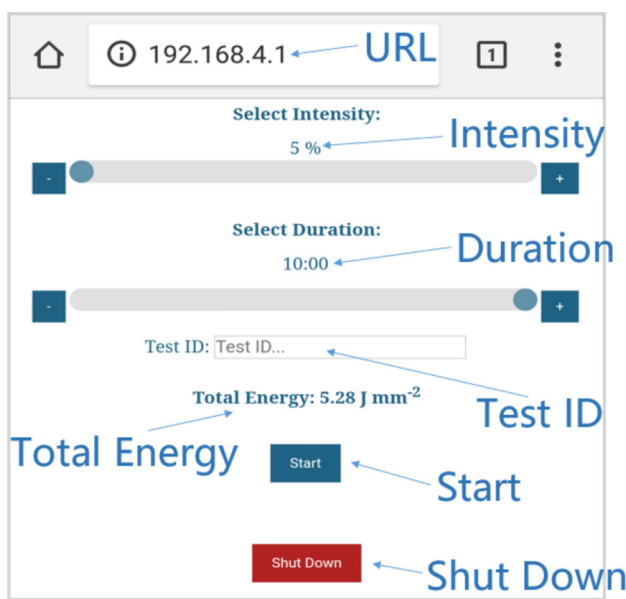 192.168.4.1 URL 1
Select Intensity:
5 % Intensity
- +
Select Duration:
10:00 Duration
- +
Test ID: Test ID...
Total Energy: 5.28 J mm⁻²
Test ID
Total Energy
Start
Start
Shut Down
Shut Down